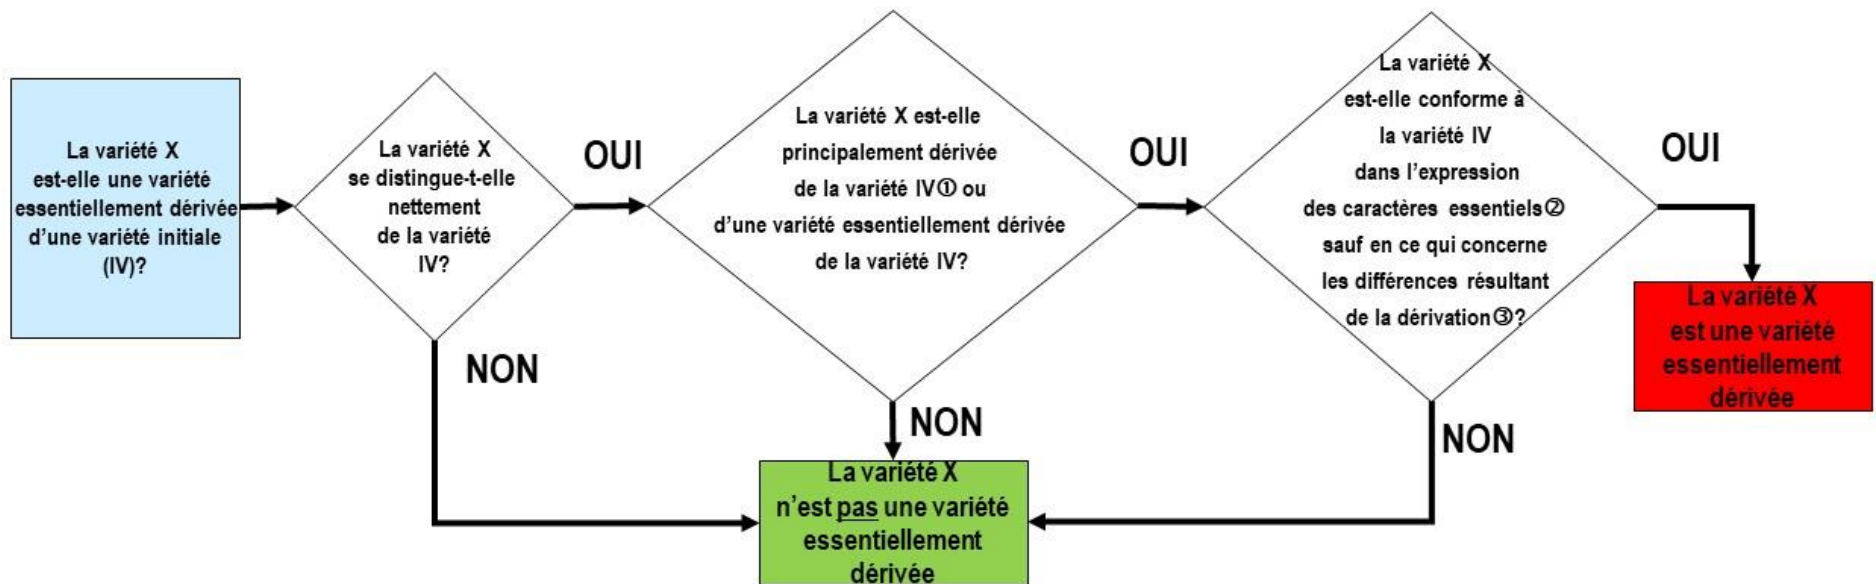 La variété X
est-elle une variété
essentiellement dérivée
d'une variété initiale
(IV)?
La variété X
se distingue-t-elle
nettement
de la variété
IV?
OUI
NON
La variété X est-elle
principalement dérivée
de la variété IV① ou
d'une variété essentiellement dérivée
de la variété IV?
OUI
NON
La variété X
est-elle conforme à
la variété IV
dans l'expression
des caractères essentiels②
sauf en ce qui concerne
les différences résultant
de la dérivation③?
OUI
NON
La variété X
est une variété
essentiellement
dérivée
La variété X
n'est pas une variété
essentiellement
dérivée